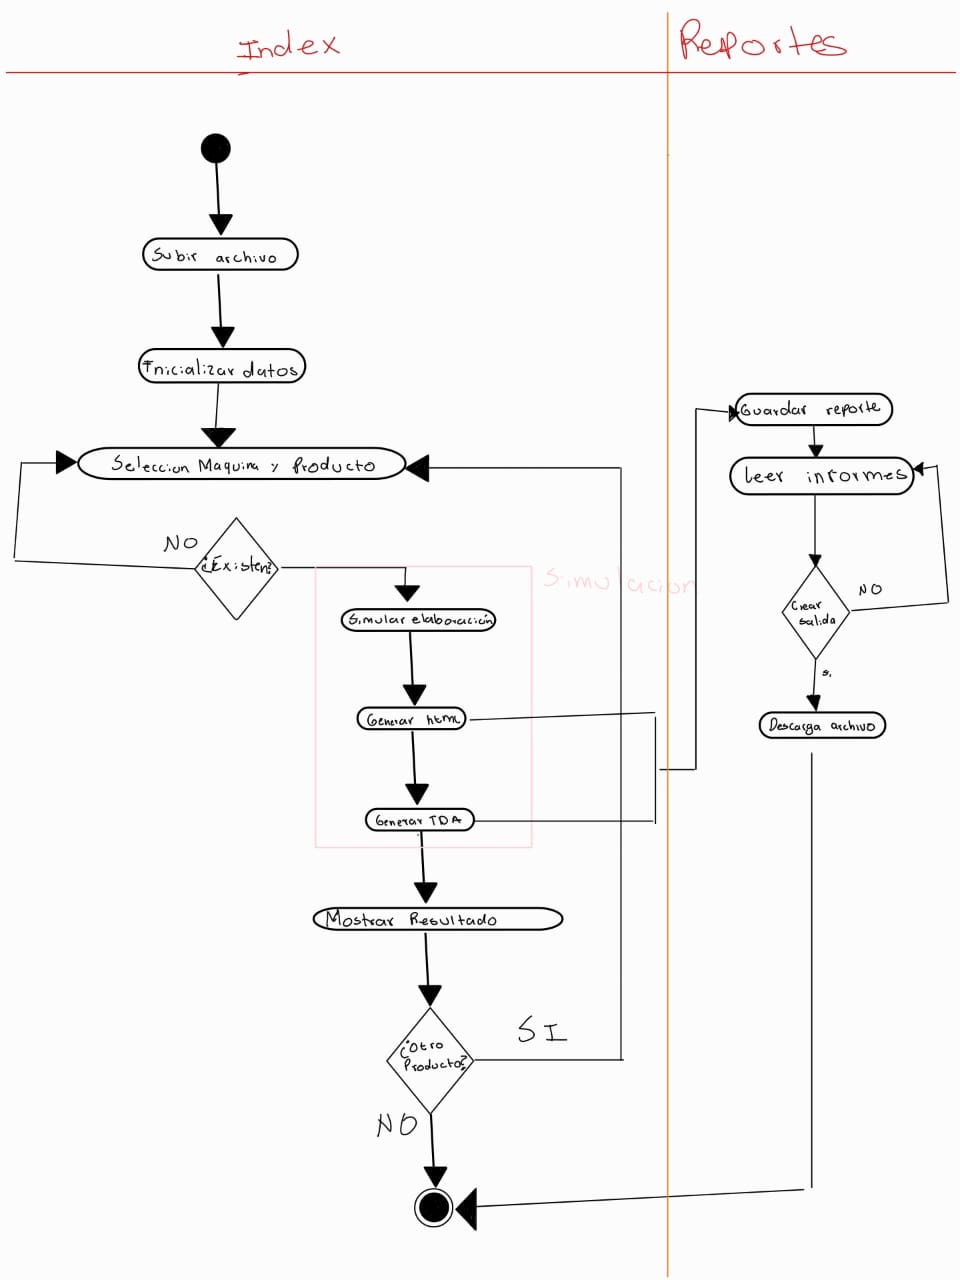 Index
Reportes
Subir archivo
Inicializar datos
Seleccion Maquina y Producto
NO
¿Existen?
Simulacion
Simular elaboración
Generar html
Generar TDA
Mostrar Resultado
¿Otro
Producto?
SI
NO
Guardar reporte
Leer informes
Crear
salida
NO
si
Descarga archivo